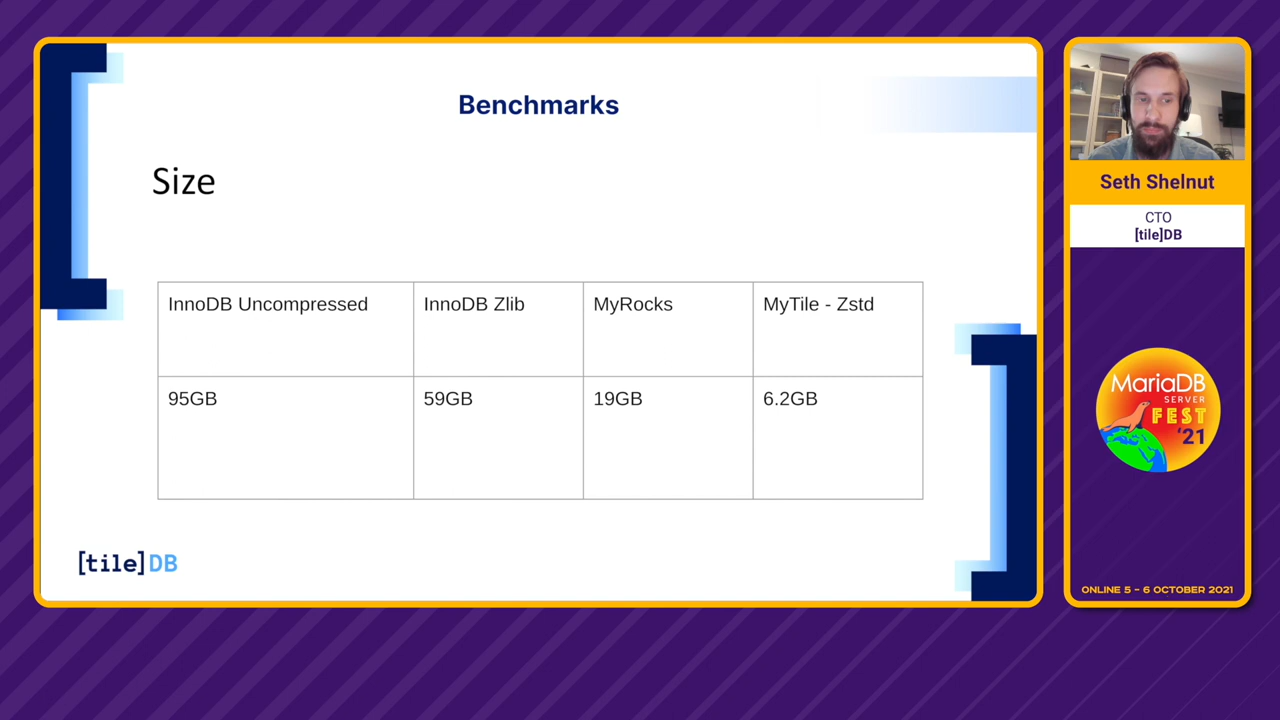 Benchmarks
Size
InnoDB Uncompressed
InnoDB Zlib
MyRocks
MyTile - Zstd
95GB
59GB
19GB
6.2GB
[tile]DB
Seth Shelnut
CTO
[tile]DB
MariaDB
SERVER
FEST
'21
ONLINE 5 – 6 OCTOBER 2021